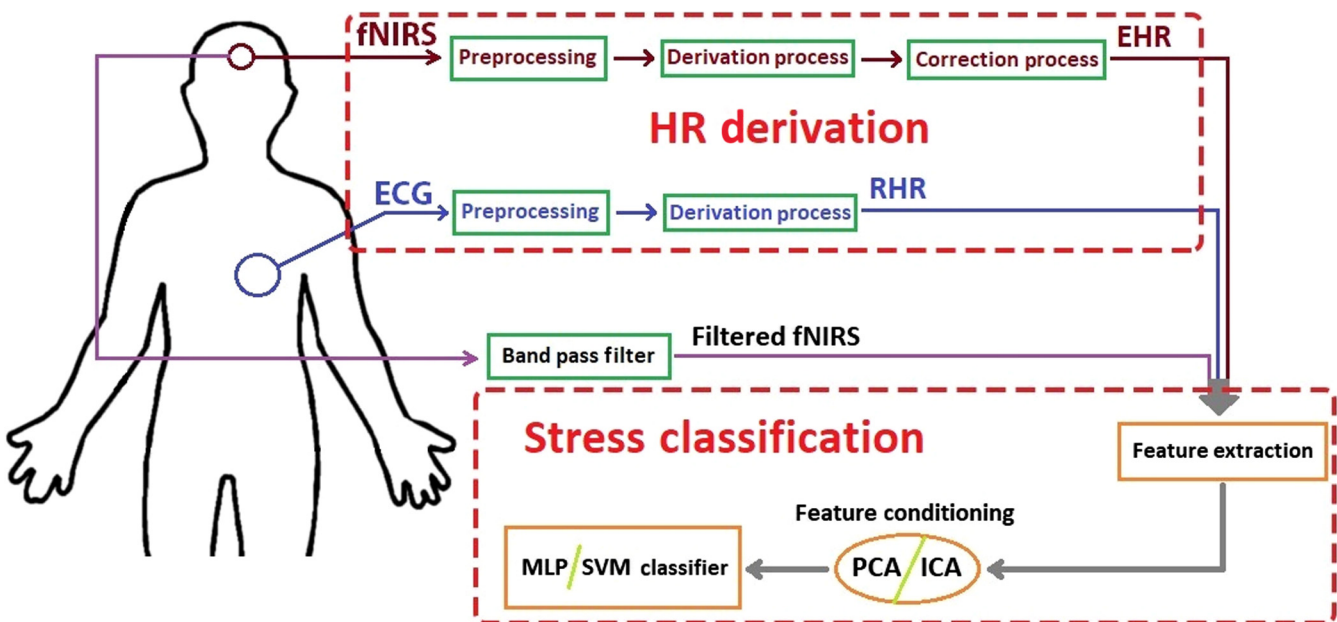 fNIRS
Preprocessing
Derivation process
Correction process
EHR
HR derivation
ECG
Preprocessing
Derivation process
RHR
Band pass filter
Filtered fNIRS
Stress classification
Feature extraction
Feature conditioning
MLP/SVM classifier
PCA/ICA